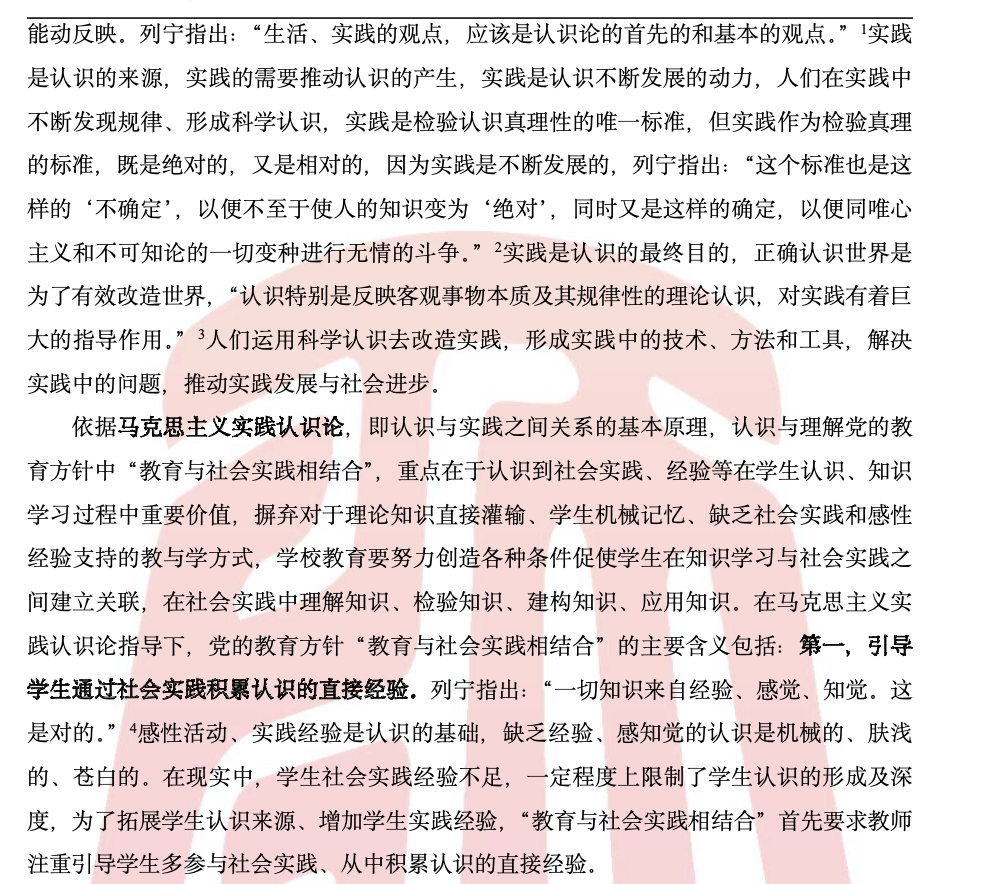 能动反映。列宁指出：“生活、实践的观点，应该是认识论的首先的和基本的观点。”1实践
是认识的来源，实践的需要推动认识的产生，实践是认识不断发展的动力，人们在实践中
不断发现规律、形成科学认识，实践是检验认识真理性的唯一标准，但实践作为检验真理
的标准，既是绝对的，又是相对的，因为实践是不断发展的，列宁指出：“这个标准也是这
样的‘不确定’，以便不至于使人的知识变为‘绝对’，同时又是这样的确定，以便同唯心
主义和不可知论的一切变种进行无情的斗争。”2实践是认识的最终目的，正确认识世界是
为了有效改造世界，“认识特别是反映客观事物本质及其规律性的理论认识，对实践有着巨
大的指导作用。”3人们运用科学认识去改造实践，形成实践中的技术、方法和工具，解决
实践中的问题，推动实践发展与社会进步。
依据马克思主义实践认识论，即认识与实践之间关系的基本原理，认识与理解党的教
育方针中“教育与社会实践相结合”，重点在于认识到社会实践、经验等在学生认识、知识
学习过程中重要价值，摒弃对于理论知识直接灌输、学生机械记忆、缺乏社会实践和感性
经验支持的教与学方式，学校教育要努力创造各种条件促使学生在知识学习与社会实践之
间建立关联，在社会实践中理解知识、检验知识、建构知识、应用知识。在马克思主义实
践认识论指导下，党的教育方针“教育与社会实践相结合”的主要含义包括：第一，引导
学生通过社会实践积累认识的直接经验。列宁指出：“一切知识来自经验、感觉、知觉。这
是对的。”4感性活动、实践经验是认识的基础，缺乏经验、感知觉的认识是机械的、肤浅
的、苍白的。在现实中，学生社会实践经验不足，一定程度上限制了学生认识的形成及深
度，为了拓展学生认识来源、增加学生实践经验，“教育与社会实践相结合”首先要求教师
注重引导学生多参与社会实践、从中积累认识的直接经验。